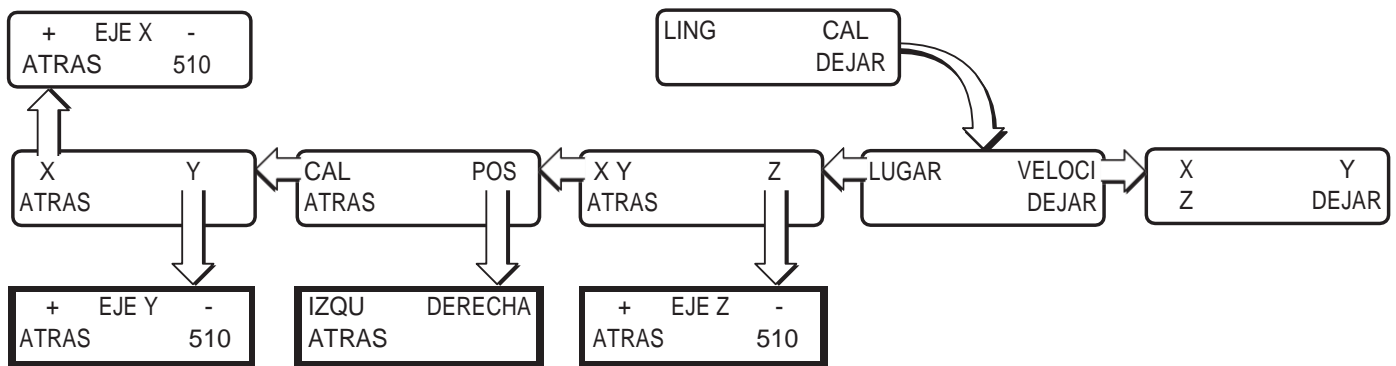 + EJE X -
ATRAS 510
LING CAL
DEJAR
X Y
ATRAS
CAL POS
ATRAS
X Y Z
ATRAS
LUGAR VELOCI
DEJAR
X Y
Z DEJAR
+ EJE Y -
ATRAS 510
IZQU DERECHA
ATRAS
+ EJE Z -
ATRAS 510